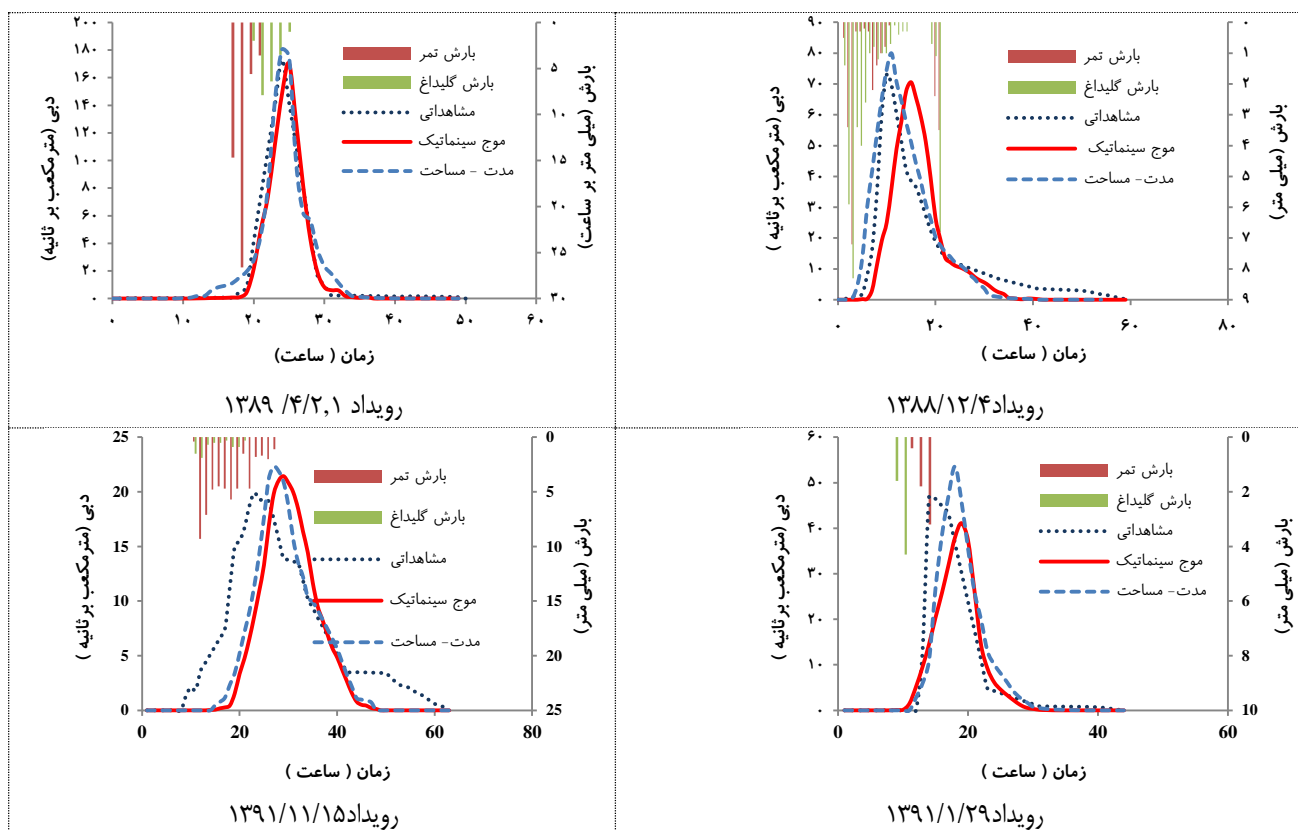 ۲۰۰
۱۸۰
۱۶۰
۱۴۰
۱۲۰
۱۰۰
۸۰
۶۰
۴۰
۲۰
۰
۰
۵
۱۰
۱۵
۲۰
۲۵
۳۰
۰ ۱۰ ۲۰ ۳۰ ۴۰ ۵۰ ۶۰
دبی (مترمکعب بر ثانیه)
بارش (میلی متر بر ساعت)
زمان ( ساعت)
بارش تمر
بارش گلیداغ
مشاهداتی
موج سینماتیک
مدت - مساحت
رویداد ۴/۲,۱/ ۱۳۸۹
۹۰
۸۰
۷۰
۶۰
۵۰
۴۰
۳۰
۲۰
۱۰
۰
۰
۱
۲
۳
۴
۵
۶
۷
۸
۹
۰ ۲۰ ۴۰ ۶۰ ۸۰
دبی (مترمکعب بر ثانیه )
بارش (میلی متر)
زمان ( ساعت )
بارش تمر
بارش گلیداغ
مشاهداتی
موج سینماتیک
مدت- مساحت
رویداد۱۳۸۸/۱۲/۴
25
20
15
10
5
0
0
5
10
15
20
25
0 20 40 60 80
دبی (مترمکعب بر ثانیه )
بارش (میلی متر)
زمان ( ساعت )
بارش تمر
بارش گلیداغ
مشاهداتی
موج سینماتیک
مدت- مساحت
رویداد۱۳۹۱/۱۱/۱۵
۶۰
۵۰
۴۰
۳۰
۲۰
۱۰
۰
0
2
4
6
8
10
0 20 40 60
دبی (مترمکعب بر ثانیه )
بارش (میلی متر)
زمان ( ساعت )
بارش تمر
بارش گلیداغ
مشاهداتی
موج سینماتیک
مدت- مساحت
رویداد۱۳۹۱/۱/۲۹